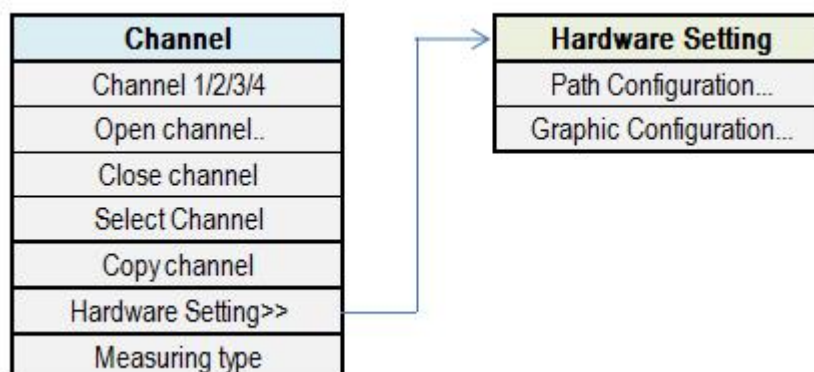 Channel
Channel 1/2/3/4
Open channel..
Close channel
Select Channel
Copy channel
Hardware Setting>>
Measuring type
Hardware Setting
Path Configuration...
Graphic Configuration...